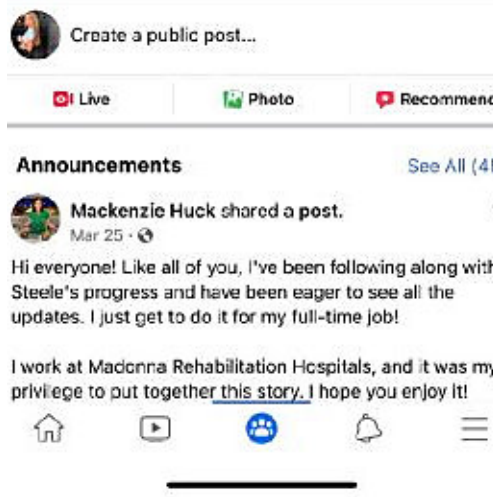 Create a public post...
Live Photo Recommend
Announcements See All (4
Mackenzie Huck shared a post.
Mar 25 ·
Hi everyone! Like all of you, I've been following along with
Steele's progress and have been eager to see all the
updates. I just get to do it for my full-time job!
I work at Madonna Rehabilitation Hospitals, and it was my
privilege to put together this story. I hope you enjoy it!